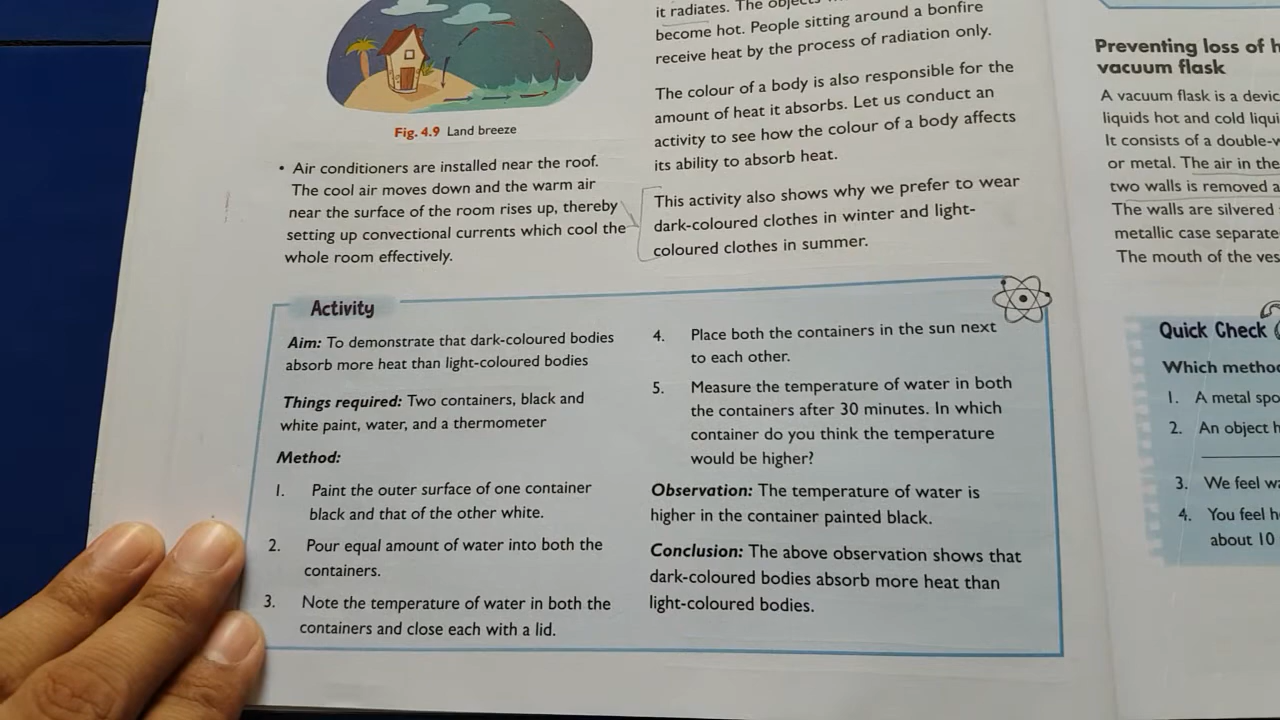 Fig. 4.9 Land breeze
• Air conditioners are installed near the roof.
The cool air moves down and the warm air
near the surface of the room rises up, thereby
setting up convectional currents which cool the
whole room effectively.
it radiates. The objects
become hot. People sitting around a bonfire
receive heat by the process of radiation only.
The colour of a body is also responsible for the
amount of heat it absorbs. Let us conduct an
activity to see how the colour of a body affects
its ability to absorb heat.
This activity also shows why we prefer to wear
dark-coloured clothes in winter and light-
coloured clothes in summer.
Activity
Aim: To demonstrate that dark-coloured bodies
absorb more heat than light-coloured bodies
Things required: Two containers, black and
white paint, water, and a thermometer
Method:
1. Paint the outer surface of one container
black and that of the other white.
2. Pour equal amount of water into both the
containers.
3. Note the temperature of water in both the
containers and close each with a lid.
4. Place both the containers in the sun next
to each other.
5. Measure the temperature of water in both
the containers after 30 minutes. In which
container do you think the temperature
would be higher?
Observation: The temperature of water is
higher in the container painted black.
Conclusion: The above observation shows that
dark-coloured bodies absorb more heat than
light-coloured bodies.
Preventing loss of
vacuum flask
A vacuum flask is a
liquids hot and cold
It consists of a
or metal. The air in the
two walls is removed
The walls are silvered
metallic case
The mouth of the
Quick Check
Which
1. A metal
2. An object
3. We feel
4. You feel
about 10